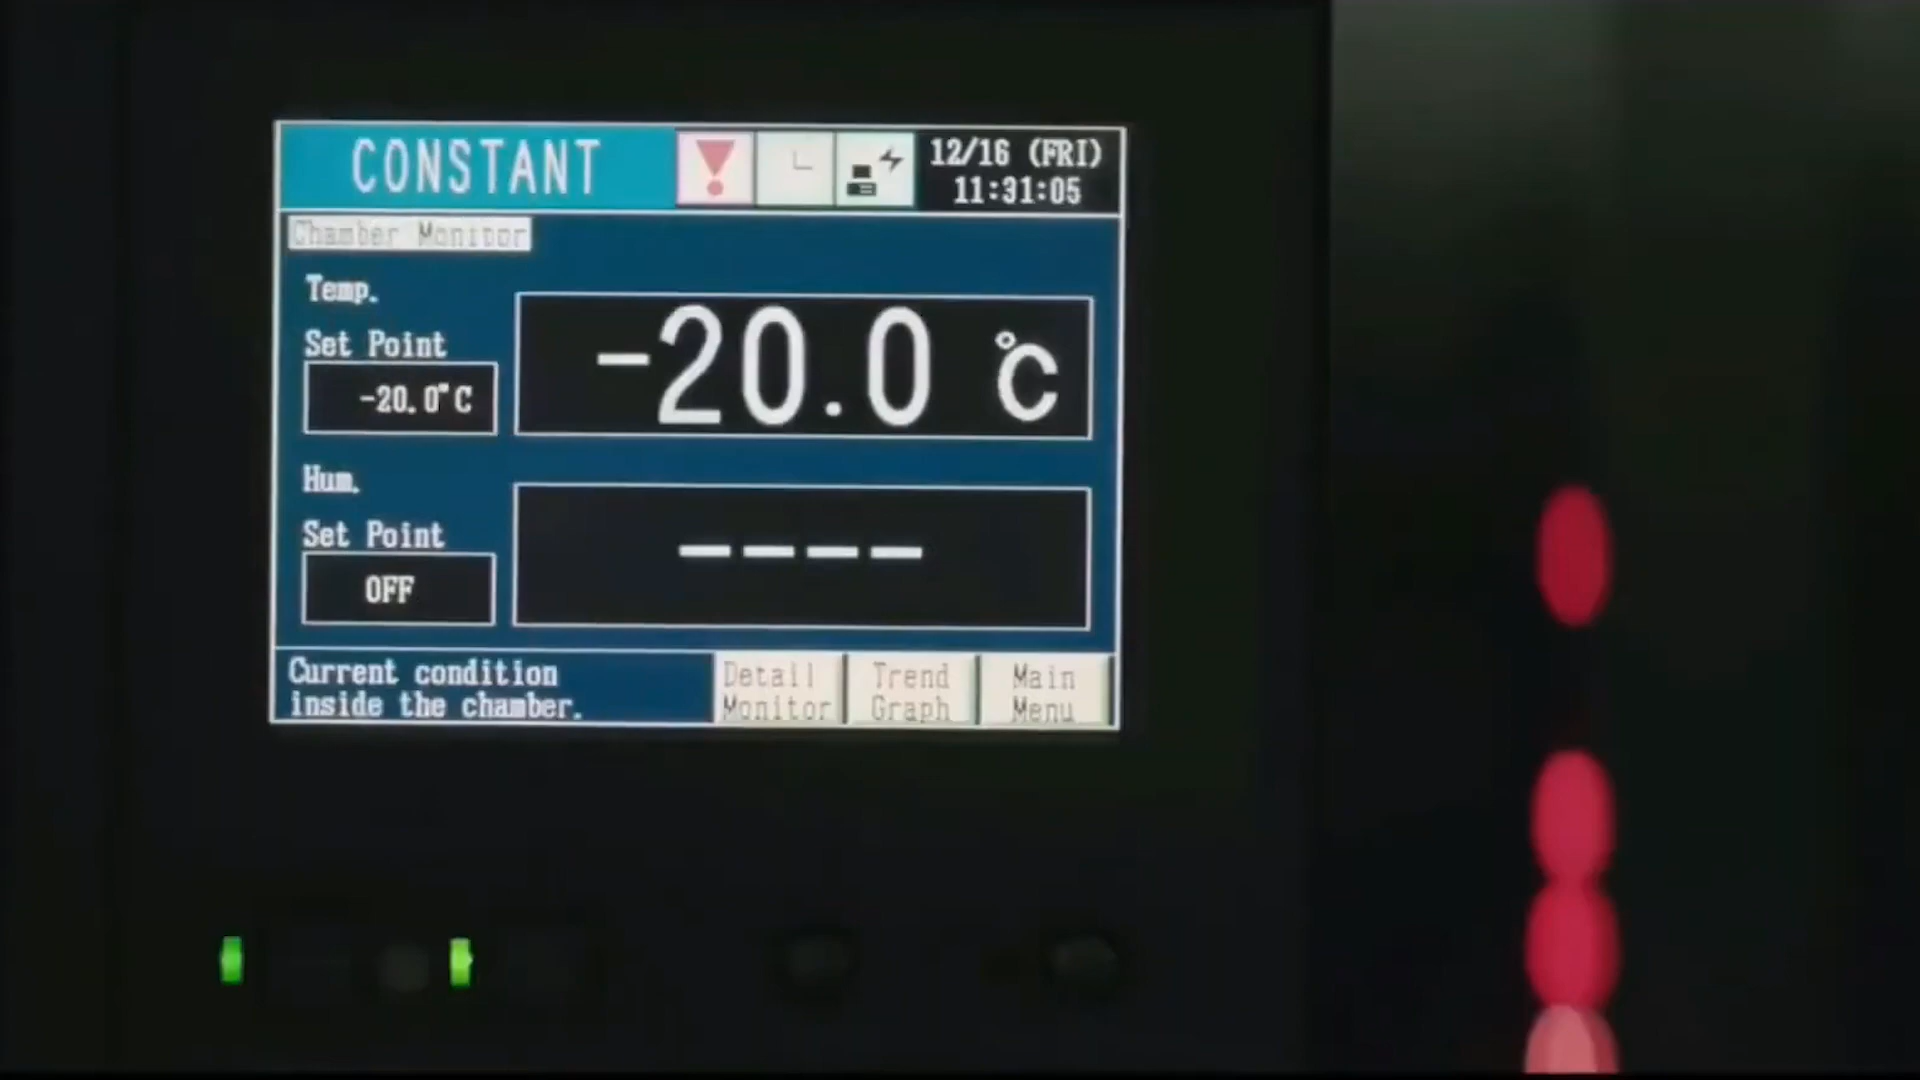 CONSTANT
12/16 (FRI)
11:31:05
Chamber Monitor
Temp.
Set Point
-20.0°C
-20.0 °C
Hum.
Set Point
OFF
----
Current condition
inside the chamber.
Detail
Monitor
Trend
Graph
Main
Menu